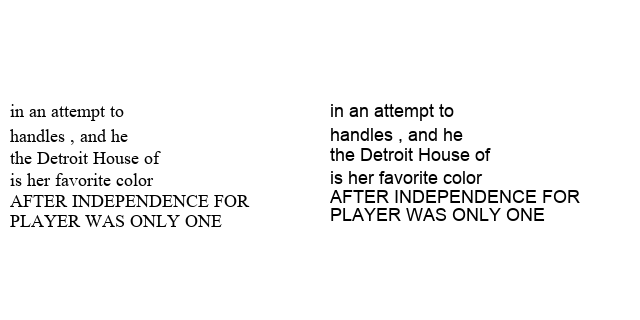 in an attempt to
handles , and he
the Detroit House of
is her favorite color
AFTER INDEPENDENCE FOR
PLAYER WAS ONLY ONE
in an attempt to
handles , and he
the Detroit House of
is her favorite color
AFTER INDEPENDENCE FOR
PLAYER WAS ONLY ONE